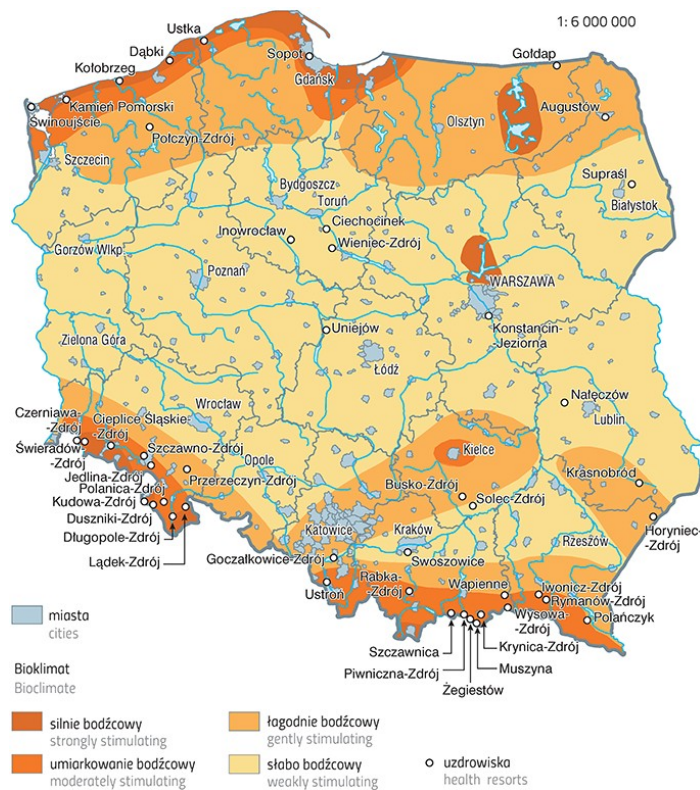 1:6 000 000
Ustka
Dąbki
Sopot
Gołdap
Kołobrzeg
Gdańsk
Kamień Pomorski
Olsztyn
Augustów
Świnoujście
Połczyn-Zdrój
Szczecin
Supraśl
Bydgoszcz
Białystok
Toruń
Ciechocinek
Inowrocław
Wieniec-Zdrój
Gorzów Wlkp.
Poznań
WARSZAWA
Konstancin-
Jeziorna
Uniejów
Zielona Góra
Łódź
Nałęczów
Lublin
Wrocław
Czerniawa-
-Zdrój
Cieplice Śląskie-
-Zdrój
Świeradów-
-Zdrój
Szczawno-Zdrój
Kielce
Opole
Jedlina-Zdrój
Krasnobród
Polanica-Zdrój
Przerzeczyn-Zdrój
Busko-Zdrój
Kudowa-Zdrój
Solec-Zdrój
Duszniki-Zdrój
Horyniec-
-Zdrój
Katowice
Kraków
Długopole-Zdrój
Rzeszów
Goczałkowice-Zdrój
Swoszowice
Lądek-Zdrój
Rabka-
-Zdrój
Wapienne
Iwonicz-Zdrój
Ustroń
Rymanów-Zdrój
Wysowa-
-Zdrój
Polańczyk
Szczawnica
Krynica-Zdrój
Piwniczna-Zdrój
Muszyna
Żegiestów
miasta
cities
Bioklimat
Bioclimate
silnie bodźcowy
strongly stimulating
łagodnie bodźcowy
gently stimulating
umiarkowanie bodźcowy
moderately stimulating
słabo bodźcowy
weakly stimulating
uzdrowiska
health resorts